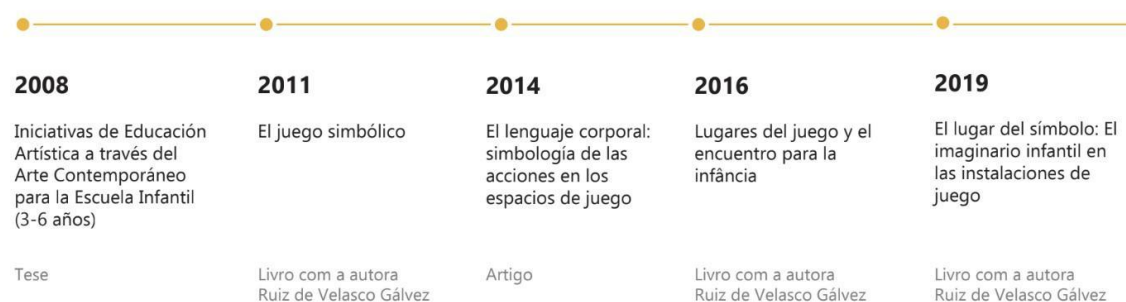 2008
Iniciativas de Educación
Artística a través del
Arte Contemporáneo
para la Escuela Infantil
(3-6 años)
Tese
2011
El juego simbólico
Livro com a autora
Ruiz de Velasco Gálvez
2014
El lenguaje corporal:
simbología de las
acciones en los
espacios de juego
Artigo
2016
Lugares del juego y el
encuentro para la
infância
Livro com a autora
Ruiz de Velasco Gálvez
2019
El lugar del símbolo: El
imaginario infantil en
las instalaciones de
juego
Livro com a autora
Ruiz de Velasco Gálvez